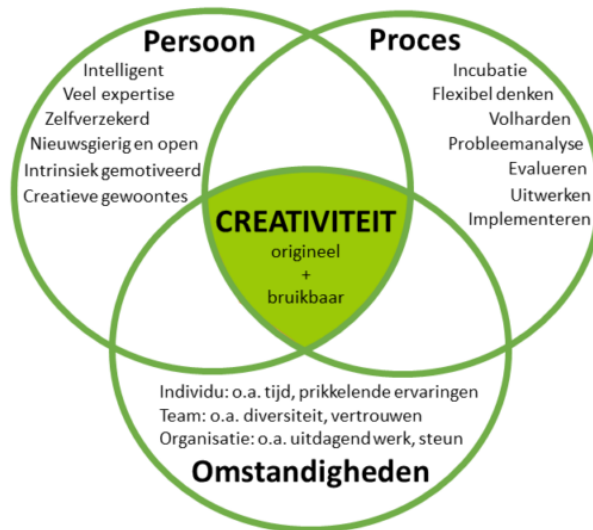 Persoon
Intelligent
Veel expertise
Zelfverzekerd
Nieuwsgierig en open
Intrinsiek gemotiveerd
Creatieve gewoontes
Proces
Incubatie
Flexibel denken
Volharden
Probleemanalyse
Evalueren
Uitwerken
Implementeren
CREATIVITEIT
origineel
+
bruikbaar
Individu: o.a. tijd, prikkelende ervaringen
Team: o.a. diversiteit, vertrouwen
Organisatie: o.a. uitdagend werk, steun
Omstandigheden